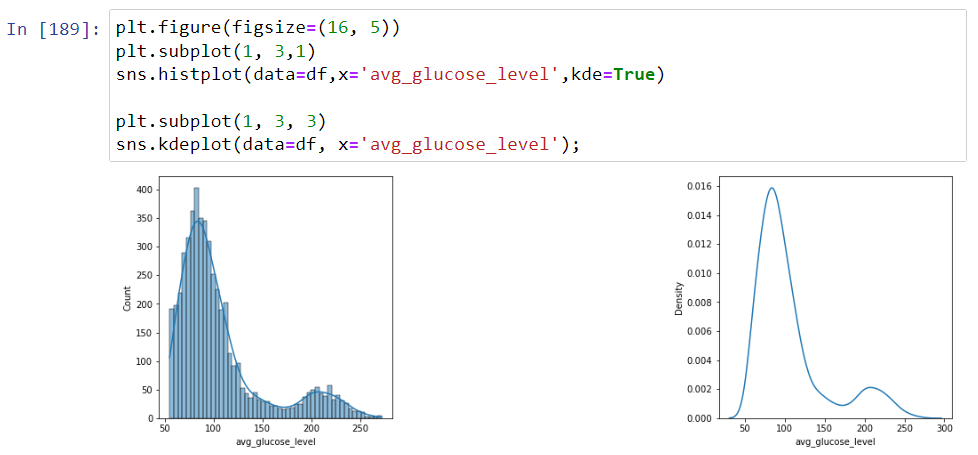 In [189]:
plt.figure(figsize=(16, 5))
plt.subplot(1, 3,1)
sns.histplot(data=df,x='avg_glucose_level',kde=True)
plt.subplot(1, 3, 3)
sns.kdeplot(data=df, x='avg_glucose_level');
400
350
300
250
200
150
100
50
0
Count
50 100 150 200 250
avg_glucose_level
0.016
0.014
0.012
0.010
0.008
0.006
0.004
0.002
0.000
Density
50 100 150 200 250 300
avg_glucose_level